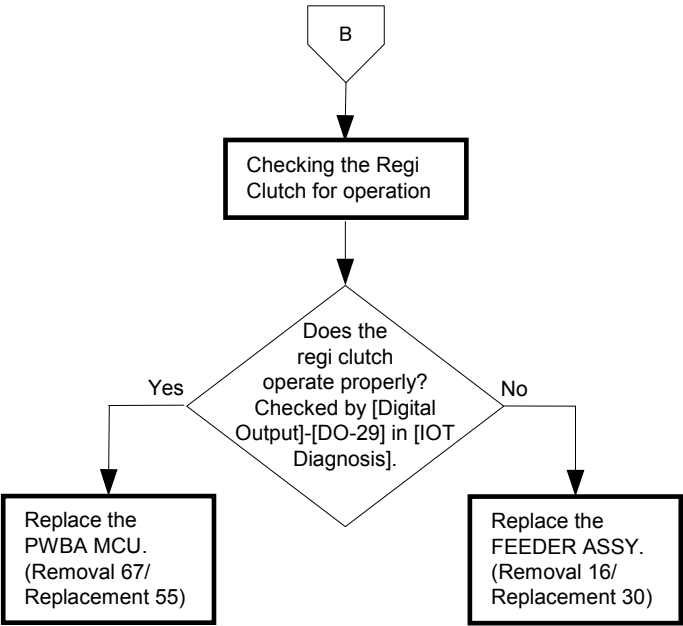 B
Checking the Regi
Clutch for operation
Does the
regi clutch
operate properly?
Checked by [Digital
Output]-[DO-29] in [IOT
Diagnosis].
Yes
No
Replace the
PWBA MCU.
(Removal 67/
Replacement 55)
Replace the
FEEDER ASSY.
(Removal 16/
Replacement 30)